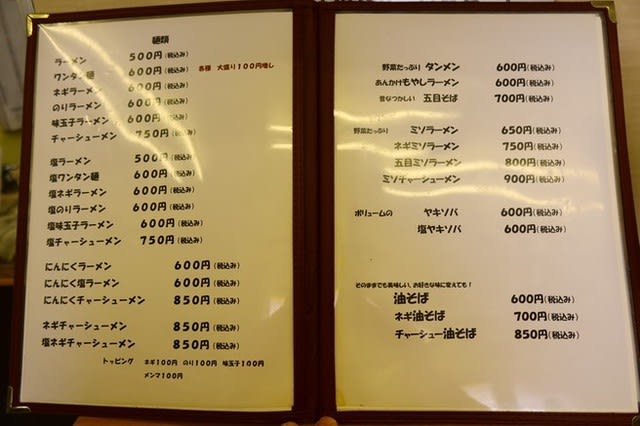 麺類
ラーメン 500円(税込み)
ワンタン麺 600円(税込み) 各種 大盛り100円増し
ネギラーメン 600円(税込み)
のりラーメン 600円(税込み)
味玉子ラーメン 600円(税込み)
チャーシューメン 750円(税込み)
塩ラーメン 500円(税込み)
塩ワンタン麺 600円(税込み)
塩ネギラーメン 600円(税込み)
塩のりラーメン 600円(税込み)
塩味玉子ラーメン 600円(税込み)
塩チャーシューメン 750円(税込み)
にんにくラーメン 600円(税込み)
にんにく塩ラーメン 600円(税込み)
にんにくチャーシューメン 850円(税込み)
ネギチャーシューメン 850円(税込み)
塩ネギチャーシューメン 850円(税込み)
トッピング ネギ100円 のり100円 味玉子100円
メンマ100円
野菜たっぷり タンメン 600円(税込み)
あんかけもやしラーメン 600円(税込み)
昔なつかしい 五目そば 700円(税込み)
野菜たっぷり ミソラーメン 650円(税込み)
ネギミソラーメン 750円(税込み)
五目ミソラーメン 800円(税込み)
ミソチャーシューメン 900円(税込み)
ボリュームの ヤキソバ 600円(税込み)
塩ヤキソバ 600円(税込み)
そのままでも美味しい、お好きな味に変えても!
油そば 600円(税込み)
ネギ油そば 700円(税込み)
チャーシュー油そば 850円(税込み)